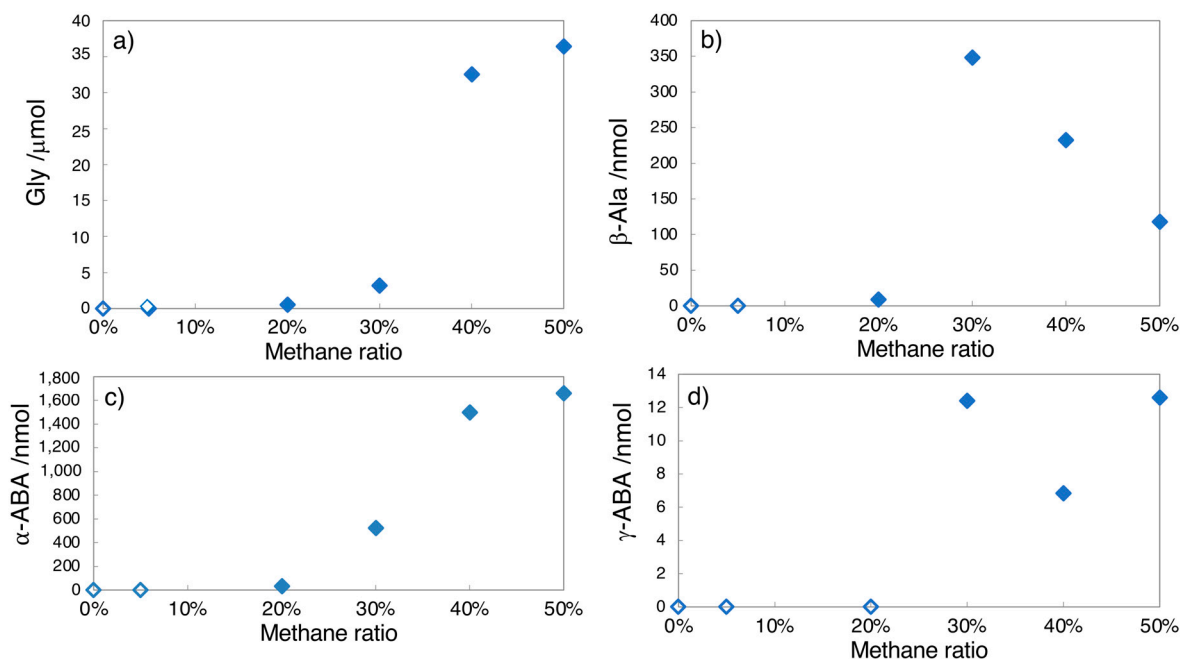 a)
Gly /μmol
40
35
30
25
20
15
10
5
0
0% 10% 20% 30% 40% 50%
Methane ratio
b)
β-Ala /nmol
400
350
300
250
200
150
100
50
0
0% 10% 20% 30% 40% 50%
Methane ratio
c)
α-ABA /nmol
1,800
1,600
1,400
1,200
1,000
800
600
400
200
0
0% 10% 20% 30% 40% 50%
Methane ratio
d)
γ-ABA /nmol
14
12
10
8
6
4
2
0
0% 10% 20% 30% 40% 50%
Methane ratio